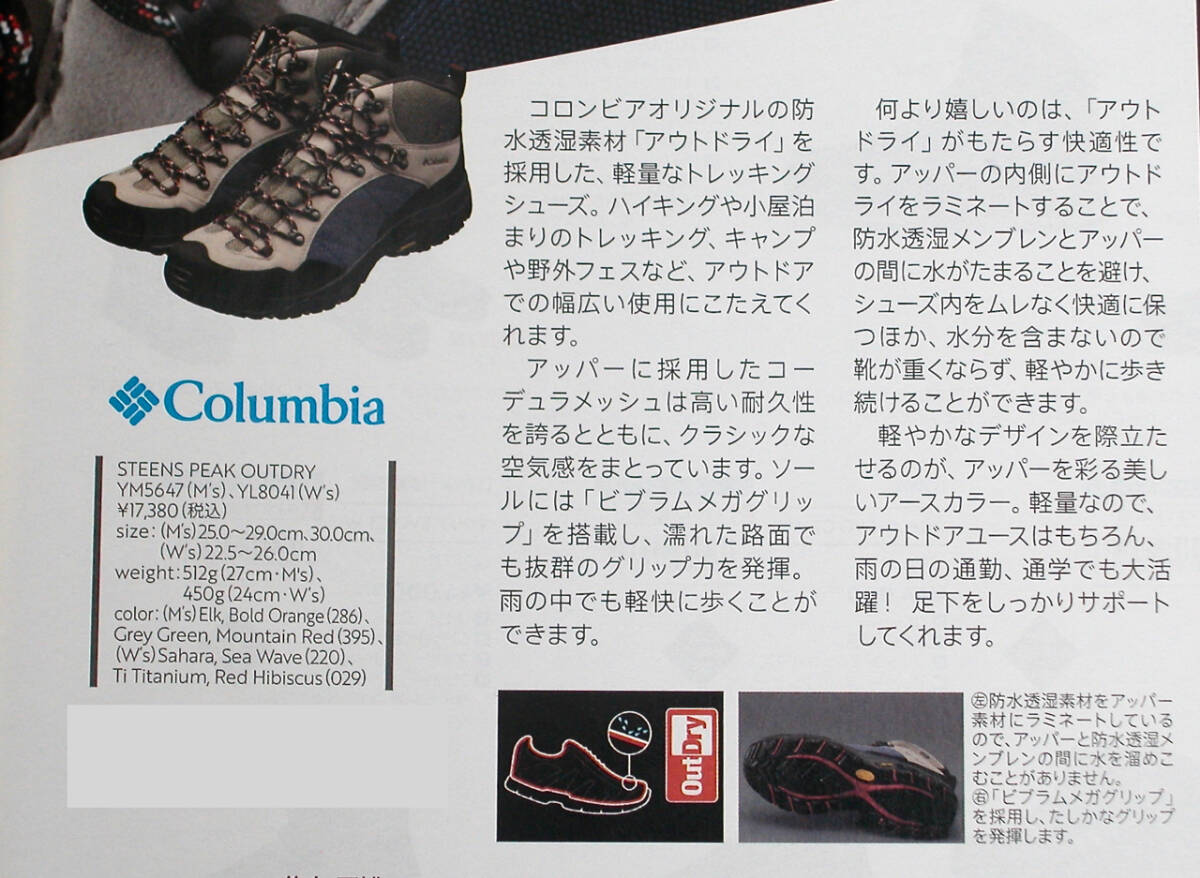 Columbia
STEENS PEAK OUTDRY
YM5647(M's)、YL8041(W's)
¥17,380(税込)
size:(M's)25.0〜29.0cm、30.0cm、
(W's)22.5〜26.0cm
weight:512g(27cm・M's)、
450g(24cm・W's)
color:(M's)Elk, Bold Orange(286)、
Grey Green, Mountain Red(395)、
(W's)Sahara, Sea Wave(220)、
Ti Titanium, Red Hibiscus(029)
コロンビアオリジナルの防
水透湿素材「アウトドライ」を
採用した、軽量なトレッキング
シューズ。ハイキングや小屋泊
まりのトレッキング、キャンプ
や野外フェスなど、アウトドア
での幅広い使用にこたえてく
れます。
アッパーに採用したコー
デュラメッシュは高い耐久性
を誇るとともに、クラシックな
空気感をまとっています。ソー
ルには「ビブラムメガグリッ
プ」を搭載し、濡れた路面で
も抜群のグリップ力を発揮。
雨の中でも軽快に歩くことが
できます。
何より嬉しいのは、「アウト
ドライ」がもたらす快適性で
す。アッパーの内側にアウトド
ライをラミネートすることで、
防水透湿メンブレンとアッパー
の間に水がたまることを避け、
シューズ内をムレなく快適に保
つほか、水分を含まないので
靴が重くならず、軽やかに歩き
続けることができます。
軽やかなデザインを際立た
せるのが、アッパーを彩る美し
いアースカラー。軽量なので、
アウトドアユースはもちろん、
雨の日の通勤、通学でも大活
躍！ 足下をしっかりサポート
してくれます。
OutDry
㊧防水透湿素材をアッパー
素材にラミネートしている
ので、アッパーと防水透湿メ
ンブレンの間に水を溜めこ
むことがありません。
㊨「ビブラムメガグリップ」
を採用し、たしかなグリップ
を発揮します。